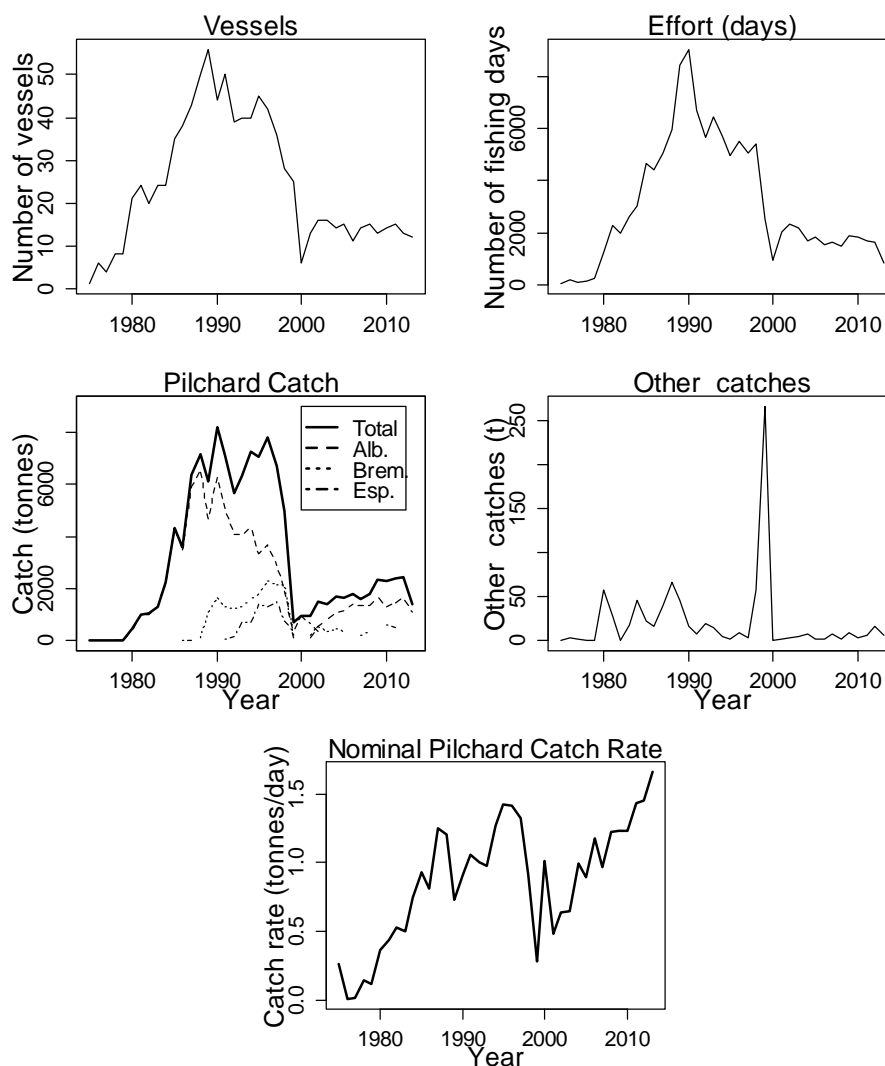 Vessels
Number of vessels
0 10 20 30 40 50
1980 1990 2000 2010
Effort (days)
Number of fishing days
0 2000 6000
1980 1990 2000 2010
Pilchard Catch
Catch (tonnes)
0 2000 6000
Total
Alb.
Brem.
Esp.
1980 1990 2000 2010
Year
Other catches
Other catches (t)
0 50 150 250
1980 1990 2000 2010
Year
Nominal Pilchard Catch Rate
Catch rate (tonnes/day)
0.0 0.5 1.0 1.5
1980 1990 2000 2010
Year